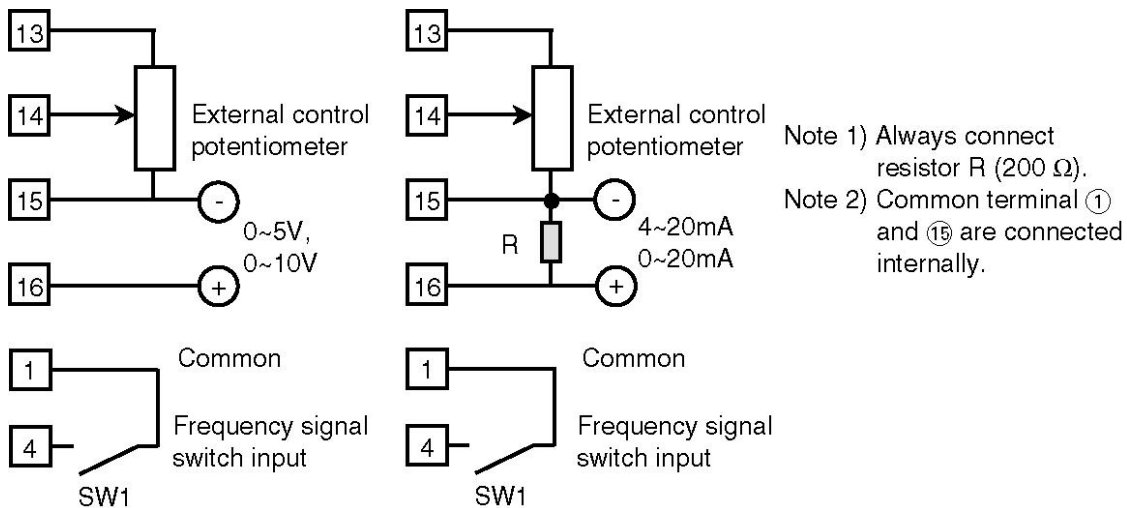 13
14
External control
potentiometer
15
-
0~5V,
0~10V
16
+
1
Common
4
Frequency signal
switch input
SW1
13
14
External control
potentiometer
15
-
R
4~20mA
0~20mA
16
+
1
Common
4
Frequency signal
switch input
SW1
Note 1) Always connect
resistor R (200 Ω).
Note 2) Common terminal ①
and ⑮ are connected
internally.